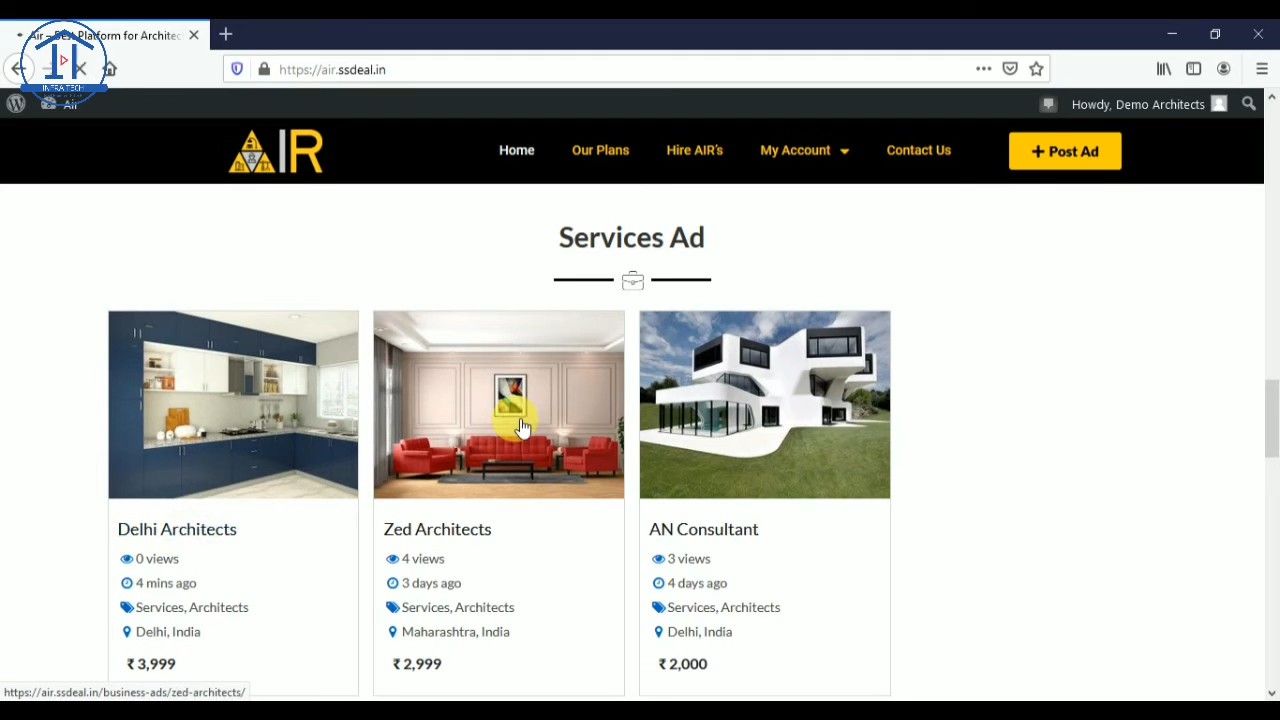 Air – Best Platform for Architec
INFRA TECH
https://air.ssdeal.in
Air
Howdy, Demo Architects
AIR
Home
Our Plans
Hire AIR's
My Account
Contact Us
+ Post Ad
Services Ad
Delhi Architects
0 views
4 mins ago
Services, Architects
Delhi, India
₹ 3,999
Zed Architects
4 views
3 days ago
Services, Architects
Maharashtra, India
₹ 2,999
AN Consultant
3 views
4 days ago
Services, Architects
Delhi, India
₹ 2,000
https://air.ssdeal.in/business-ads/zed-architects/